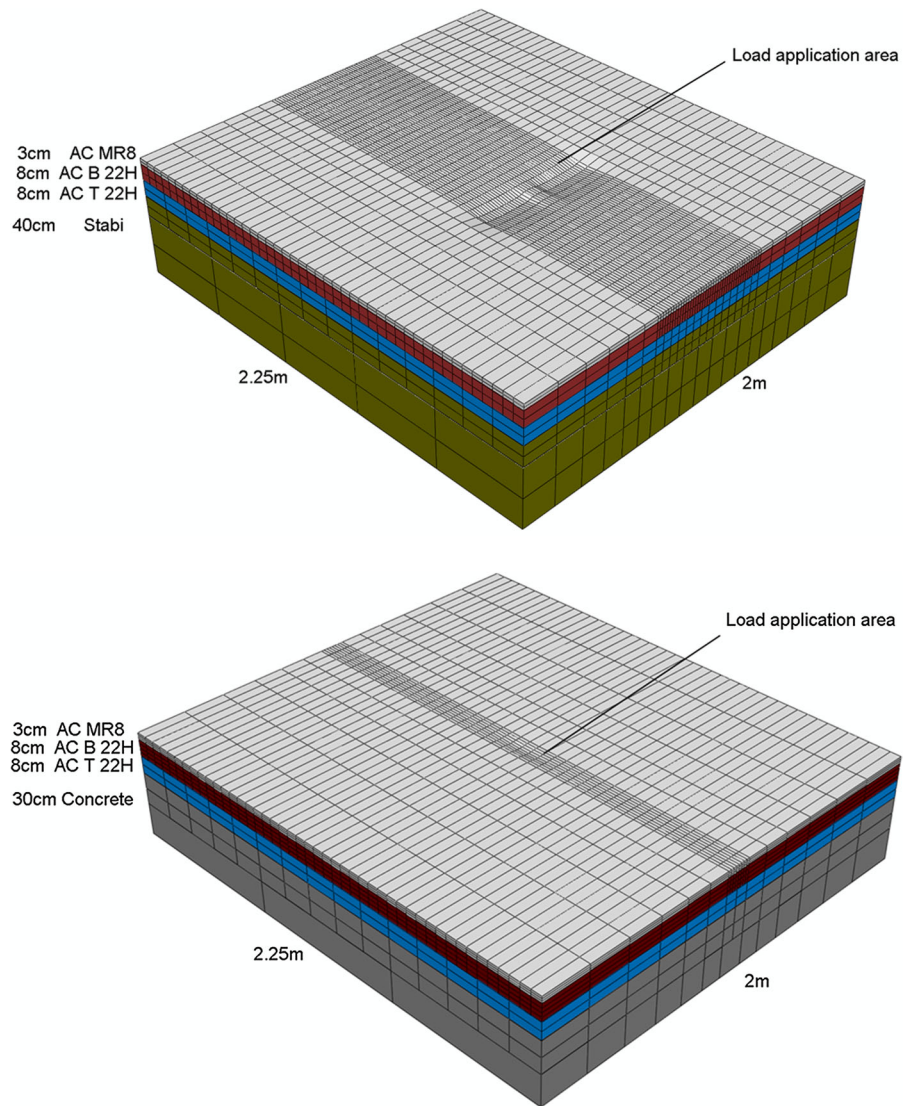 Load application area
3cm AC MR8
8cm AC B 22H
8cm AC T 22H
40cm Stabi
2.25m
2m
Load application area
3cm AC MR8
8cm AC B 22H
8cm AC T 22H
30cm Concrete
2.25m
2m